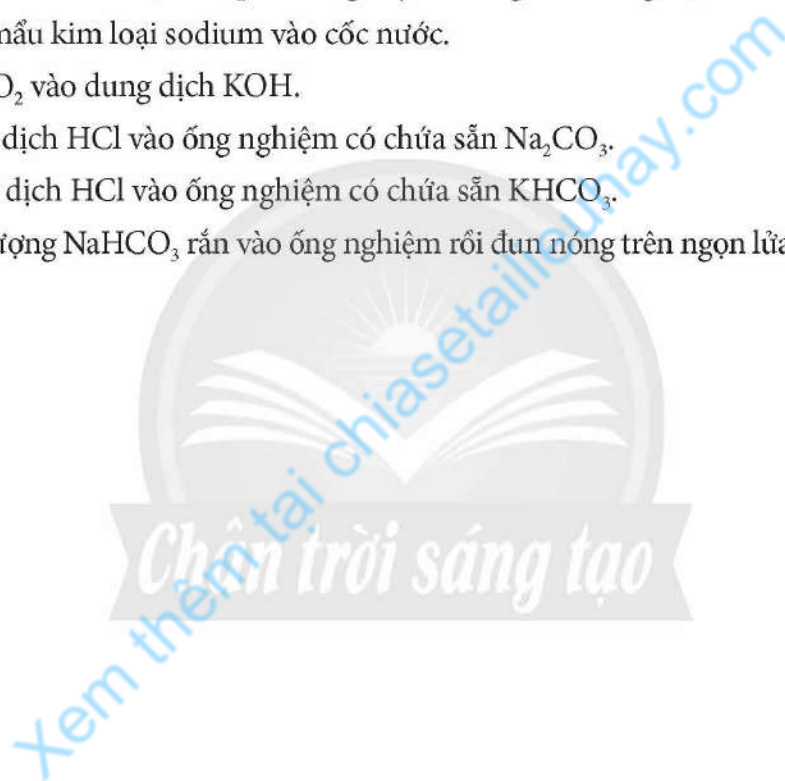 mẩu kim loại sodium vào cốc nước.
O₂ vào dung dịch KOH.
dịch HCl vào ống nghiệm có chứa sẵn Na₂CO₃.
dịch HCl vào ống nghiệm có chứa sẵn KHCO₃.
ượng NaHCO₃ rắn vào ống nghiệm rồi đun nóng trên ngọn lửa
Chân trời sáng tạo
Xem thêm tại chiasetailieuhay.com